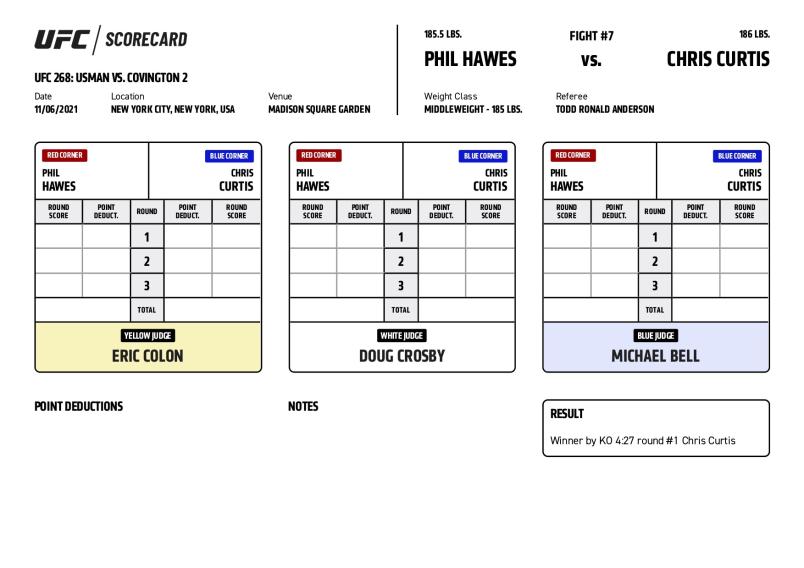 UFC / SCORECARD
UFC 268: USMAN VS. COVINGTON 2
Date
11/06/2021
Location
NEW YORK CITY, NEW YORK, USA
Venue
MADISON SQUARE GARDEN
185.5 LBS.
FIGHT #7
186 LBS.
PHIL HAWES
VS.
CHRIS CURTIS
Weight Class
MIDDLEWEIGHT - 185 LBS.
Referee
TODD RONALD ANDERSON
RED CORNER
BLUE CORNER
PHIL
HAWES
CHRIS
CURTIS
ROUND
SCORE
POINT
DEDUCT.
ROUND
POINT
DEDUCT.
ROUND
SCORE
1
2
3
TOTAL
YELLOW JUDGE
ERIC COLON
RED CORNER
BLUE CORNER
PHIL
HAWES
CHRIS
CURTIS
ROUND
SCORE
POINT
DEDUCT.
ROUND
POINT
DEDUCT.
ROUND
SCORE
1
2
3
TOTAL
WHITE JUDGE
DOUG CROSBY
RED CORNER
BLUE CORNER
PHIL
HAWES
CHRIS
CURTIS
ROUND
SCORE
POINT
DEDUCT.
ROUND
POINT
DEDUCT.
ROUND
SCORE
1
2
3
TOTAL
BLUE JUDGE
MICHAEL BELL
POINT DEDUCTIONS
NOTES
RESULT
Winner by KO 4:27 round #1 Chris Curtis